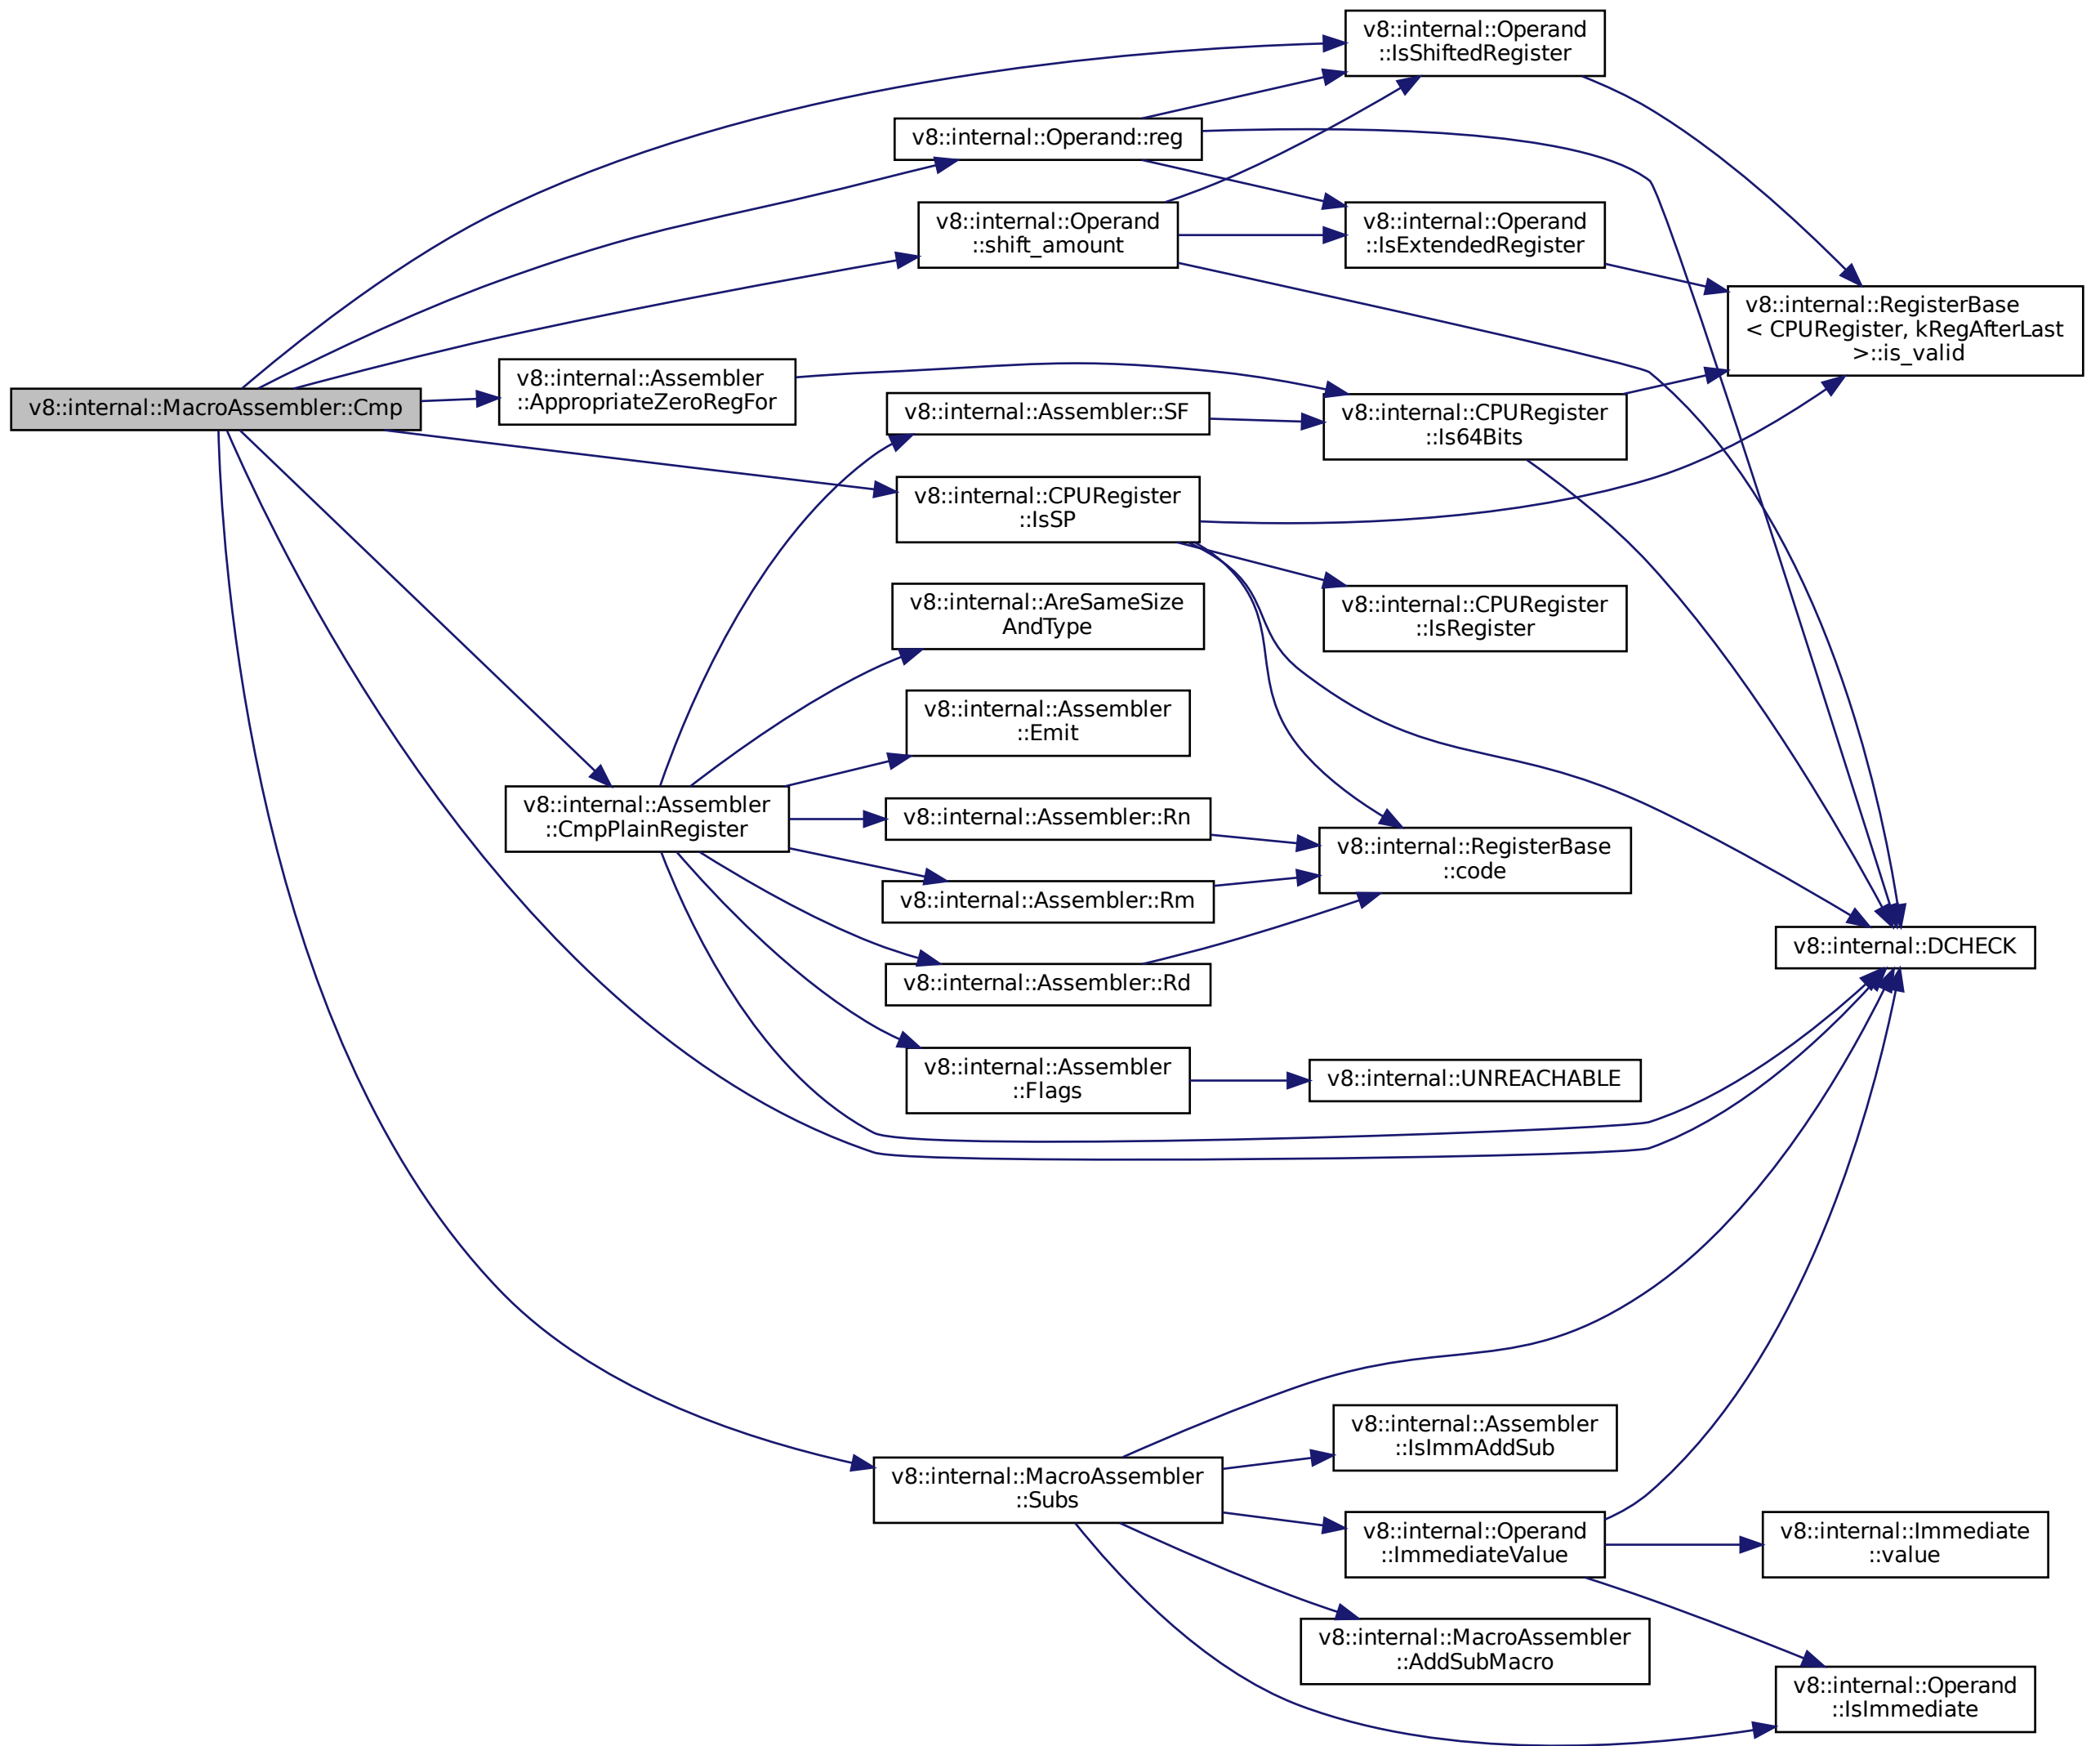 v8::internal::Operand
::IsShiftedRegister
v8::internal::Operand::reg
v8::internal::Operand
::shift_amount
v8::internal::Operand
::IsExtendedRegister
v8::internal::RegisterBase
< CPURegister, kRegAfterLast
>::is_valid
v8::internal::MacroAssembler::Cmp
v8::internal::Assembler
::AppropriateZeroRegFor
v8::internal::Assembler::SF
v8::internal::CPURegister
::Is64Bits
v8::internal::CPURegister
::IsSP
v8::internal::AreSameSize
AndType
v8::internal::CPURegister
::IsRegister
v8::internal::Assembler
::Emit
v8::internal::Assembler
::CmpPlainRegister
v8::internal::Assembler::Rn
v8::internal::RegisterBase
::code
v8::internal::Assembler::Rm
v8::internal::DCHECK
v8::internal::Assembler::Rd
v8::internal::Assembler
::Flags
v8::internal::UNREACHABLE
v8::internal::Assembler
::IsImmAddSub
v8::internal::MacroAssembler
::Subs
v8::internal::Operand
::ImmediateValue
v8::internal::Immediate
::value
v8::internal::MacroAssembler
::AddSubMacro
v8::internal::Operand
::IsImmediate